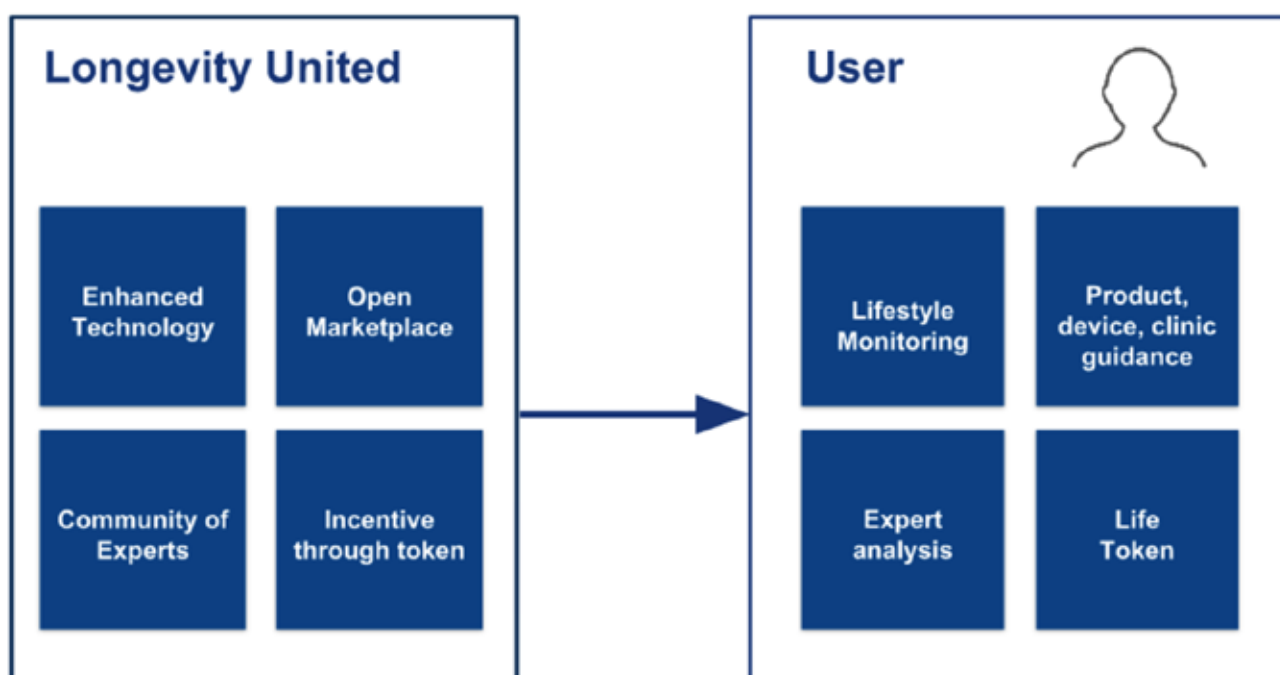 Longevity United
Enhanced
Technology
Open
Marketplace
Community of
Experts
Incentive
through token
User
Lifestyle
Monitoring
Product,
device, clinic
guidance
Expert
analysis
Life
Token